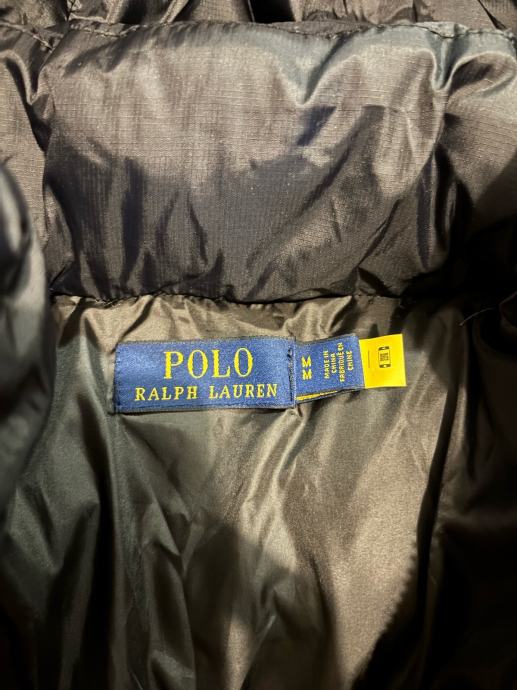 POLO
RALPH LAUREN
M
M
MADE IN
CHINA
FABRIQUÉ EN
CHINE